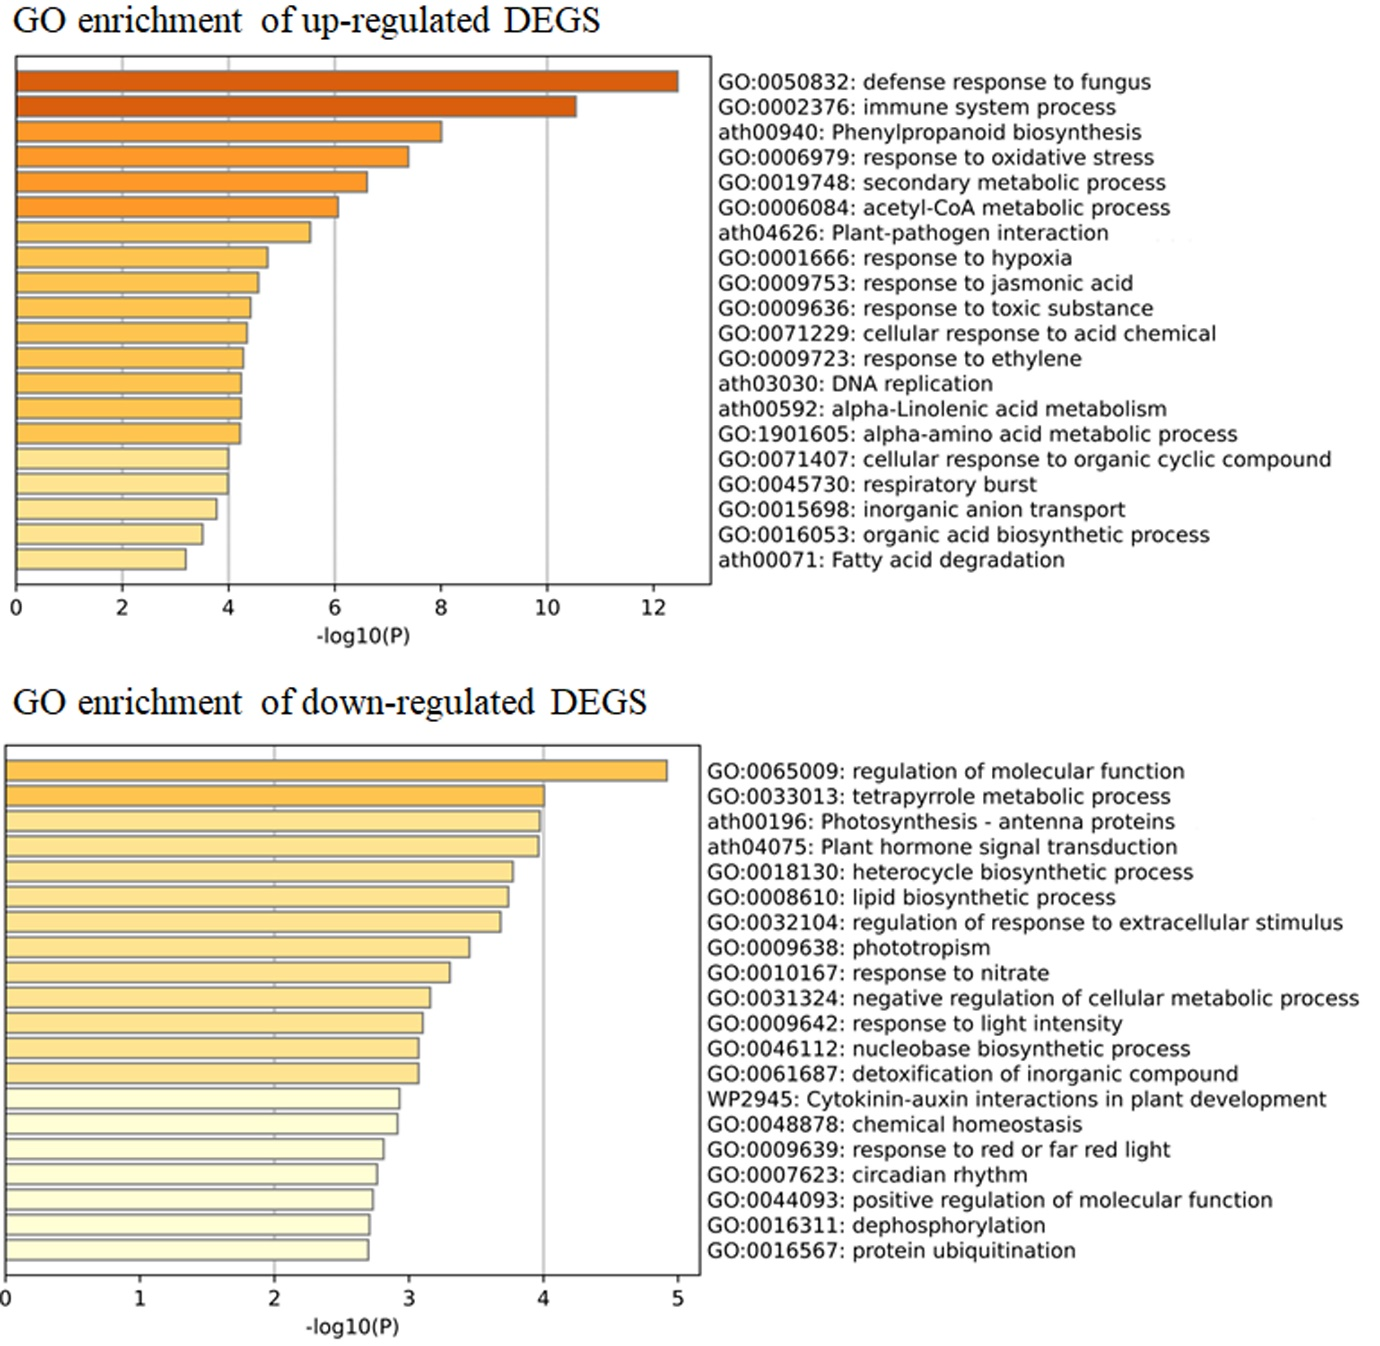 GO enrichment of up-regulated DEGS
GO:0050832: defense response to fungus
GO:0002376: immune system process
ath00940: Phenylpropanoid biosynthesis
GO:0006979: response to oxidative stress
GO:0019748: secondary metabolic process
GO:0006084: acetyl-CoA metabolic process
ath04626: Plant-pathogen interaction
GO:0001666: response to hypoxia
GO:0009753: response to jasmonic acid
GO:0009636: response to toxic substance
GO:0071229: cellular response to acid chemical
GO:0009723: response to ethylene
ath03030: DNA replication
ath00592: alpha-Linolenic acid metabolism
GO:1901605: alpha-amino acid metabolic process
GO:0071407: cellular response to organic cyclic compound
GO:0045730: respiratory burst
GO:0015698: inorganic anion transport
GO:0016053: organic acid biosynthetic process
ath00071: Fatty acid degradation
0 2 4 6 8 10 12
-log10(P)
GO enrichment of down-regulated DEGS
GO:0065009: regulation of molecular function
GO:0033013: tetrapyrrole metabolic process
ath00196: Photosynthesis - antenna proteins
ath04075: Plant hormone signal transduction
GO:0018130: heterocycle biosynthetic process
GO:0008610: lipid biosynthetic process
GO:0032104: regulation of response to extracellular stimulus
GO:0009638: phototropism
GO:0010167: response to nitrate
GO:0031324: negative regulation of cellular metabolic process
GO:0009642: response to light intensity
GO:0046112: nucleobase biosynthetic process
GO:0061687: detoxification of inorganic compound
WP2945: Cytokinin-auxin interactions in plant development
GO:0048878: chemical homeostasis
GO:0009639: response to red or far red light
GO:0007623: circadian rhythm
GO:0044093: positive regulation of molecular function
GO:0016311: dephosphorylation
GO:0016567: protein ubiquitination
0 1 2 3 4 5
-log10(P)